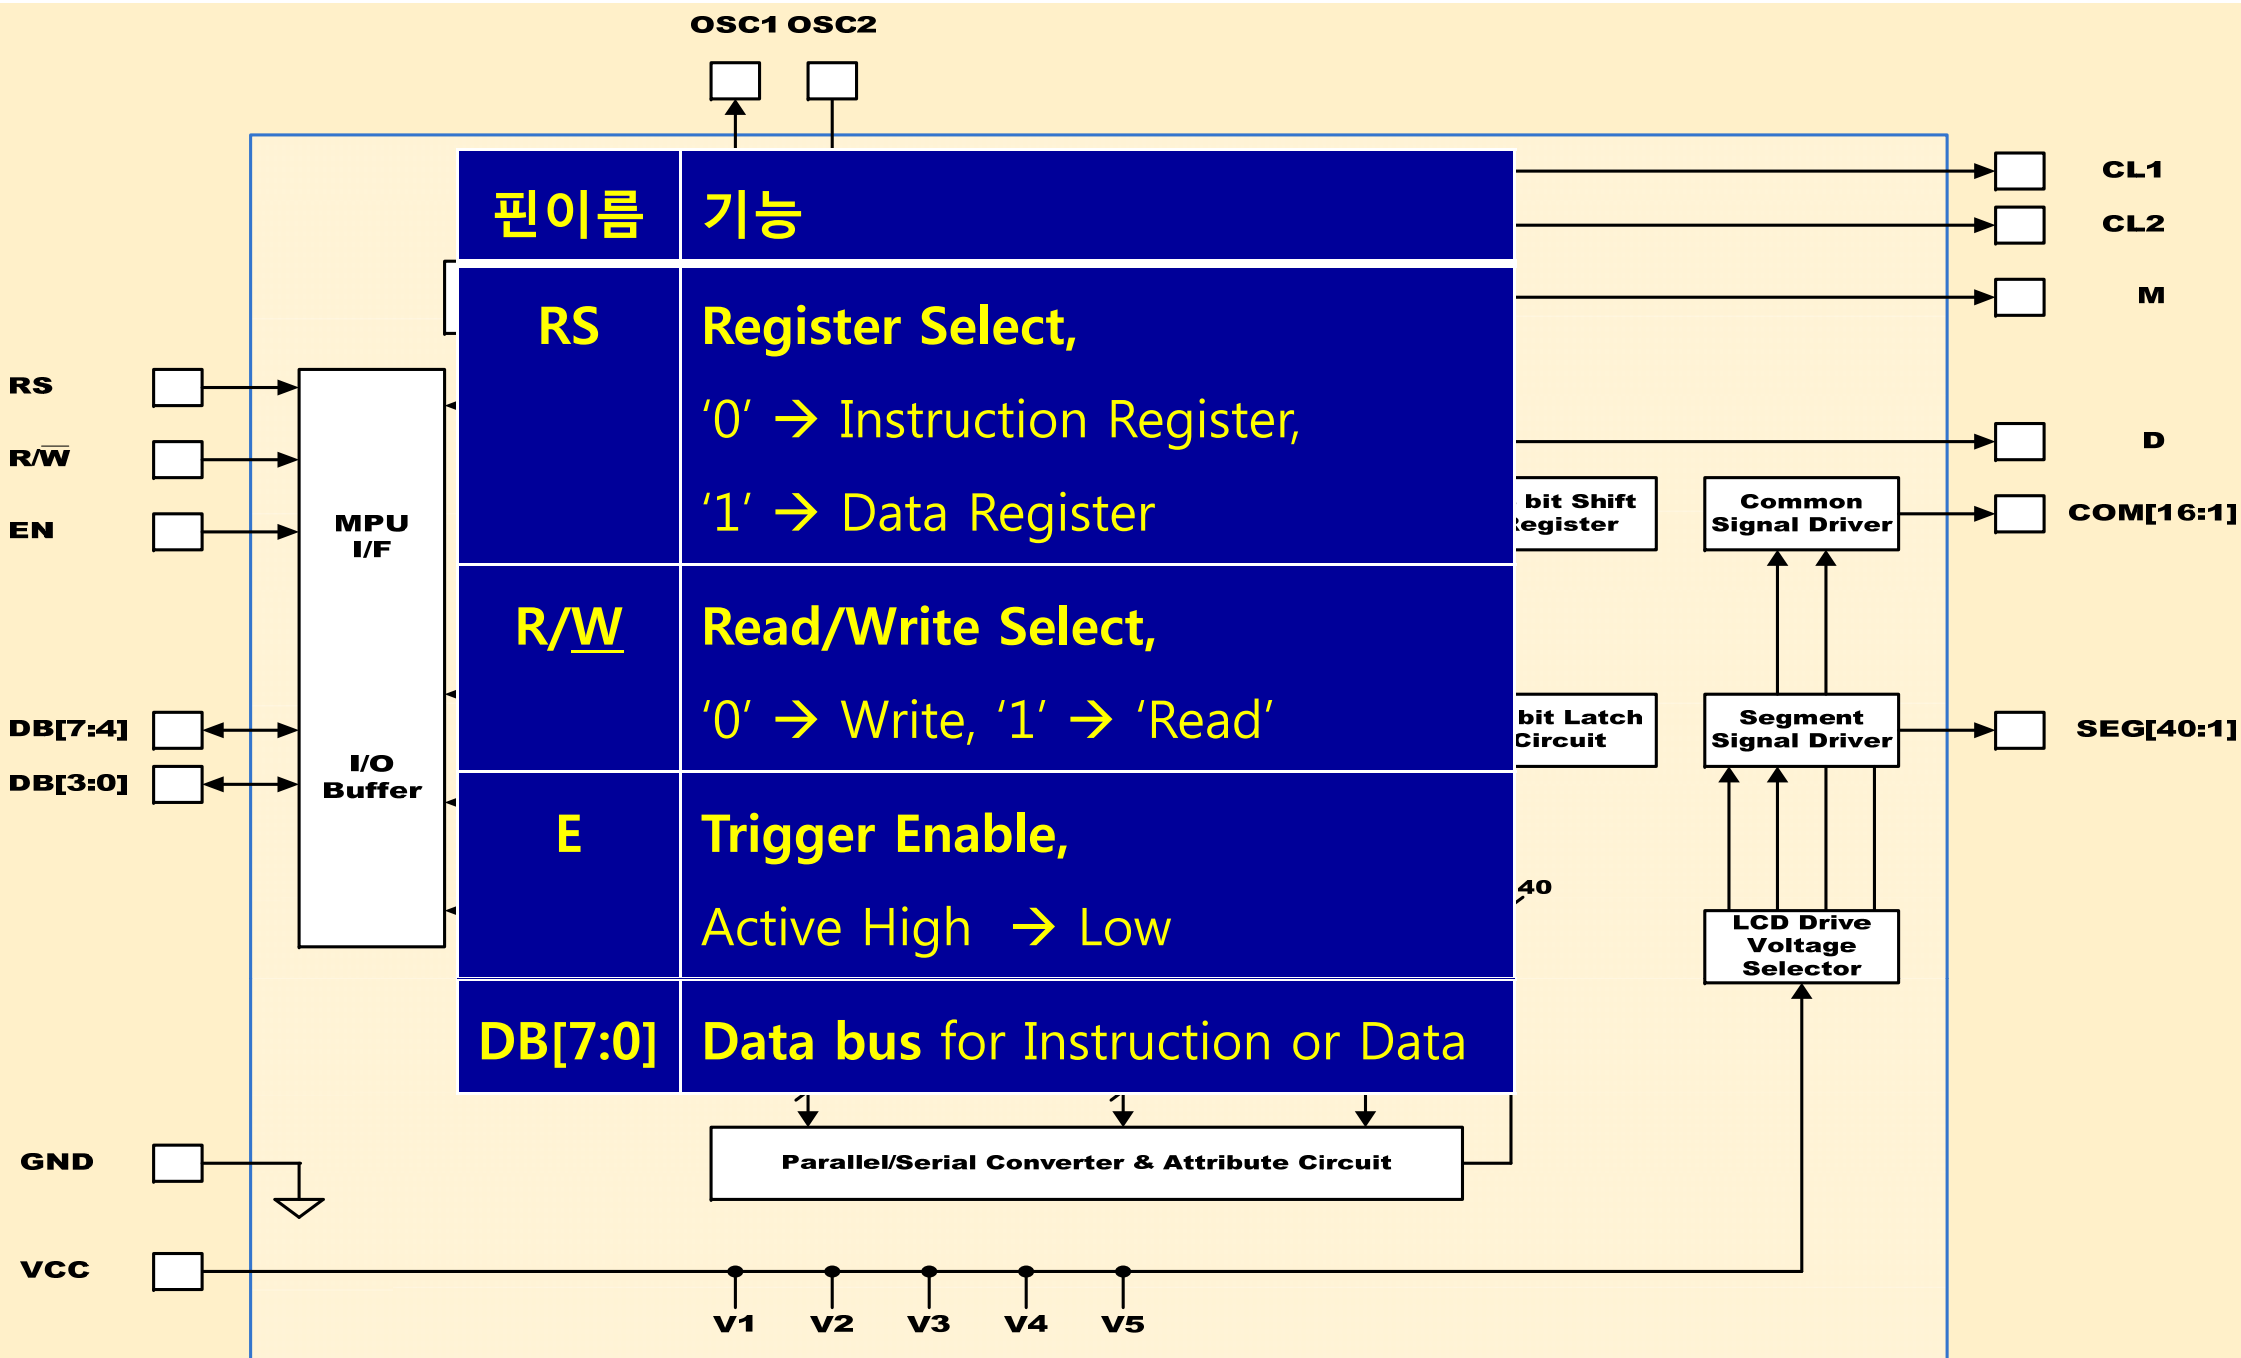 OSC1 OSC2
핀이름 기능
RS Register Select,
‘0’ → Instruction Register,
‘1’ → Data Register
R/W Read/Write Select,
‘0’ → Write, ‘1’ → ‘Read’
E Trigger Enable,
Active High → Low
DB[7:0] Data bus for Instruction or Data
RS
R/W̅
EN
DB[7:4]
DB[3:0]
GND
VCC
MPU
I/F
I/O
Buffer
bit Shift
bit Latch
Circuit
40
Common
Signal Driver
Segment
Signal Driver
LCD Drive
Voltage
Selector
CL1
CL2
M
D
COM[16:1]
SEG[40:1]
Parallel/Serial Converter & Attribute Circuit
V1 V2 V3 V4 V5